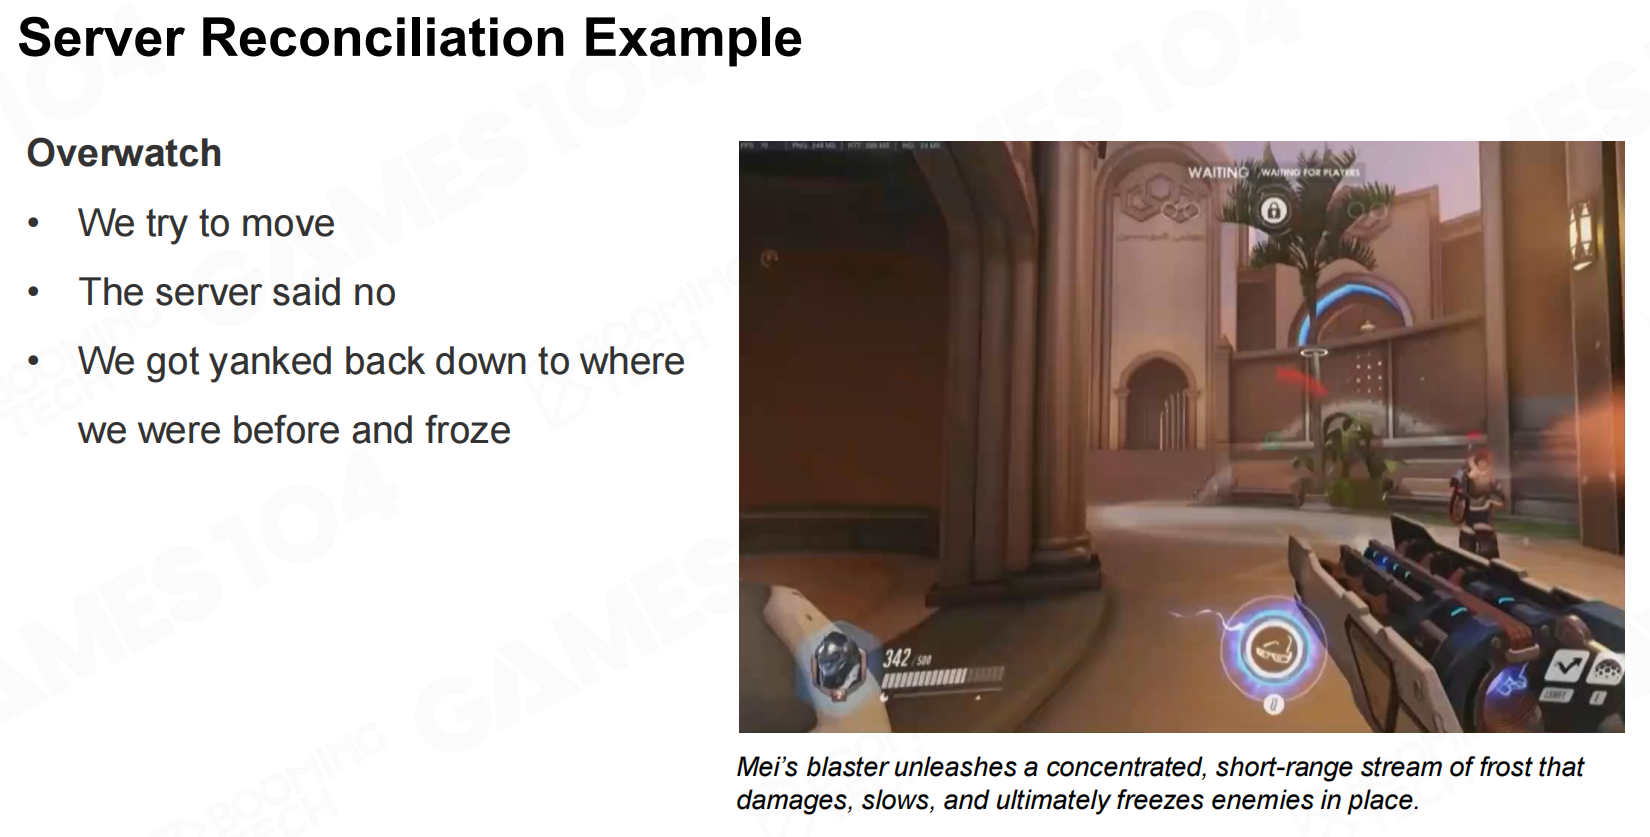 Server Reconciliation Example
Overwatch
• We try to move
• The server said no
• We got yanked back down to where
we were before and froze
WAITING WAITING FOR PLAYERS
342/500
Mei's blaster unleashes a concentrated, short-range stream of frost that
damages, slows, and ultimately freezes enemies in place.
GAMES104
BOOMING
TECH